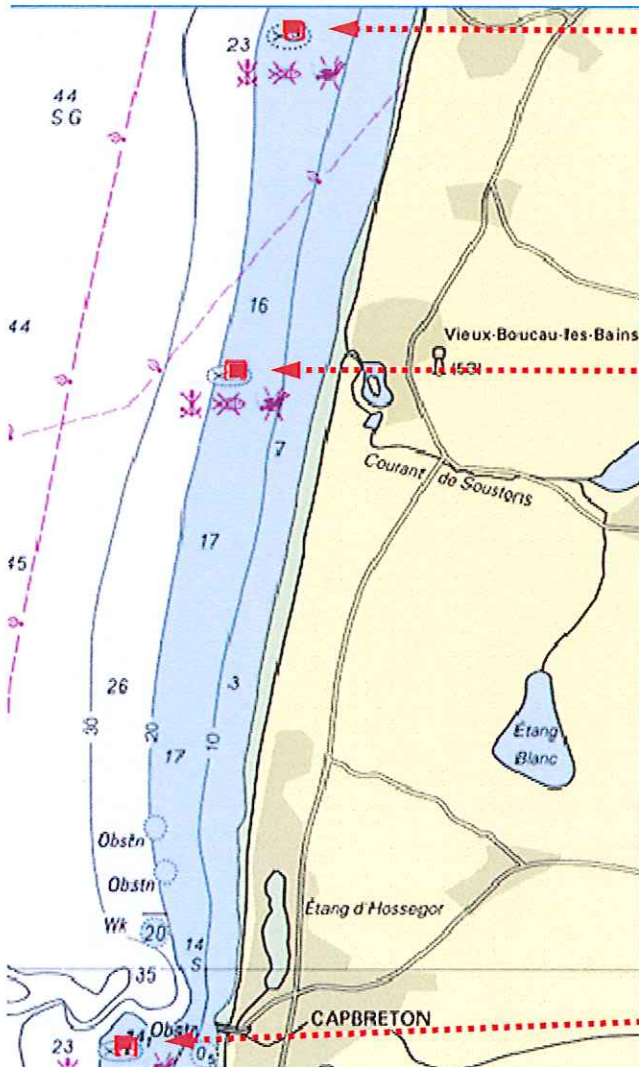 23
44
S G
16
44
Vieux-Boucau-les-Bains
7
Courant de Soustons
17
45
3
26
30
20
10
17
Étang
Blanc
Obstn
Obstn
Étang d'Hossegor
Wk
20
14
S
35
CAPBRETON
Obstn
23
0₅